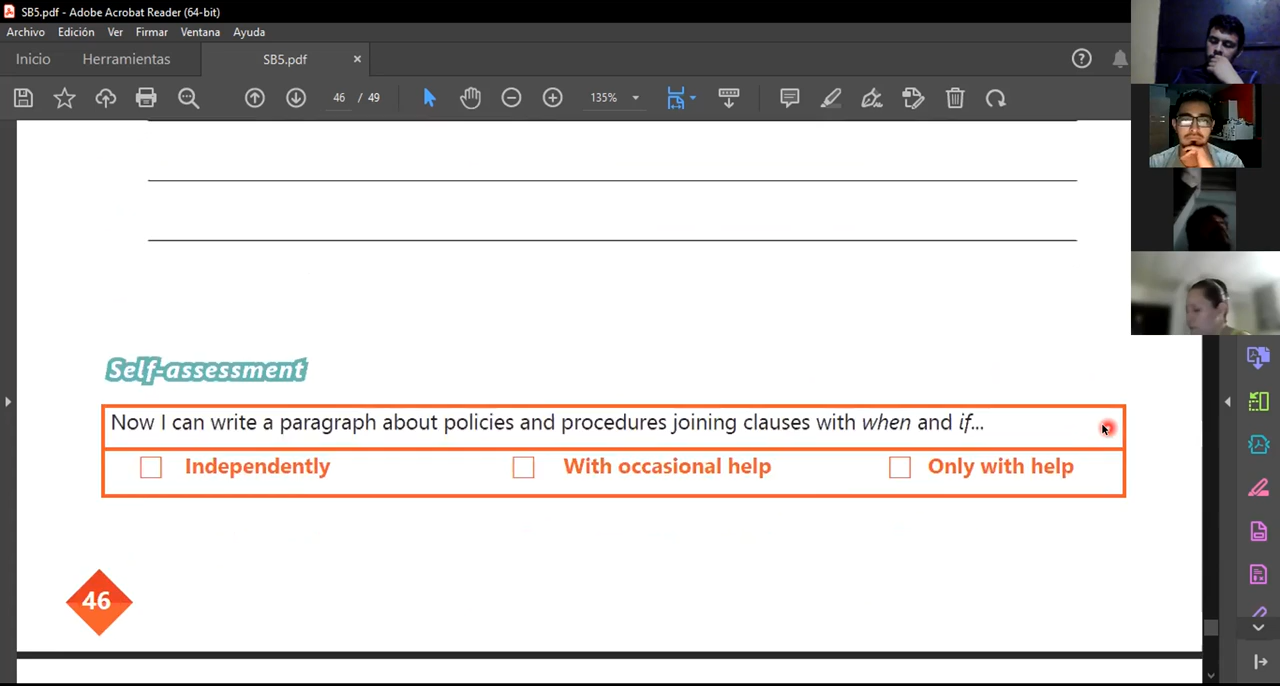 SB5.pdf - Adobe Acrobat Reader (64-bit)
Archivo Edición Ver Firmar Ventana Ayuda
Inicio Herramientas SB5.pdf ×
46 / 49 135%
Self-assessment
Now I can write a paragraph about policies and procedures joining clauses with when and if...
Independently With occasional help Only with help
46